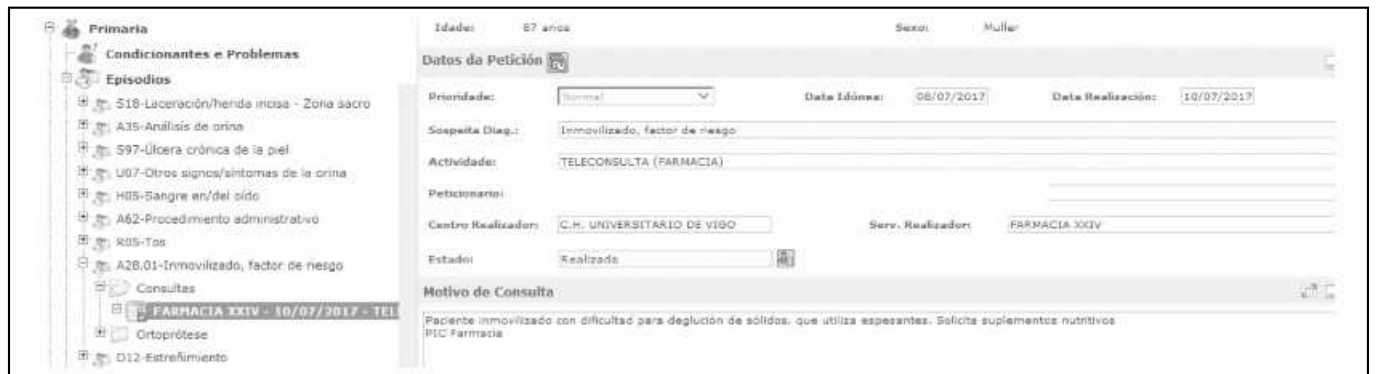 Primaria
Condicionantes e Problemas
Episodios
S18-Laceración/herida incisa - Zona sacro
A35-Análisis de orina
S97-Úlcera crónica de la piel
U07-Otros signos/síntomas de la orina
H05-Sangre en/del oído
A62-Procedimiento administrativo
R05-Tos
A28.01-Inmovilizado, factor de riesgo
Consultas
FARMACIA XXIV - 10/07/2017 - TEL
Ortoprótese
D12-Estreñimiento
Idade: 87 anos Sexo: Muller
Datos da Petición
Prioridade: Normal Data Idónea: 08/07/2017 Data Realización: 10/07/2017
Sospeita Diag.: Inmovilizado, factor de riesgo
Actividade: TELECONSULTA (FARMACIA)
Peticionario:
Centro Realizador: C.H. UNIVERSITARIO DE VIGO Serv. Realizador: FARMACIA XXIV
Estado: Realizada
Motivo de Consulta
Paciente inmovilizado con dificultad para deglución de sólidos, que utiliza espesantes. Solicita suplementos nutritivos
PIC Farmacia